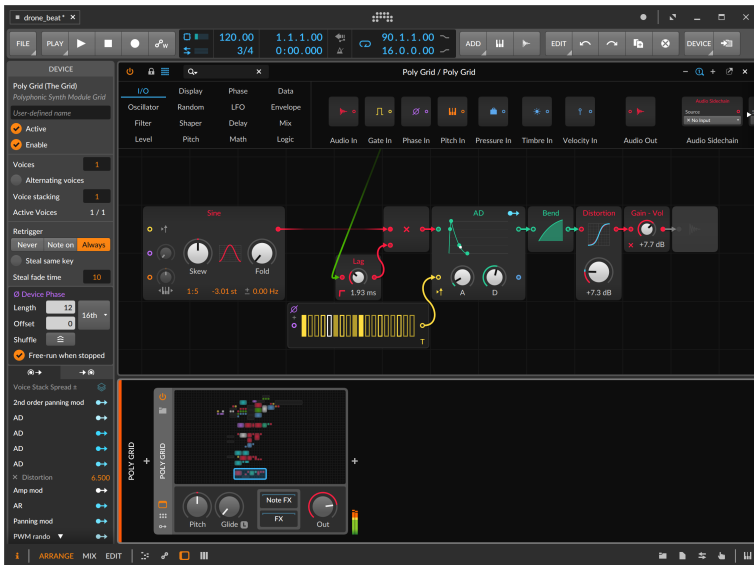 drone_beat* ×
FILE
PLAY
120.00
3/4
1.1.1.00
0:00.000
90.1.1.00
16.0.0.00
ADD
EDIT
DEVICE
DEVICE
Poly Grid (The Grid)
Polyphonic Synth Module Grid
User-defined name
Active
Enable
Voices 1
Alternating voices
Voice stacking 1
Active Voices 1 / 1
Retrigger
Never Note on Always
Steal same key
Steal fade time 10
Ø Device Phase
Length 12
16th
Offset 0
Shuffle
Free-run when stopped
Voice Stack Spread ±
2nd order panning mod
AD
AD
AD
AD
× Distortion 6.500
Amp mod
AR
Panning mod
PWM rando
Poly Grid / Poly Grid
I/O Display Phase Data
Oscillator Random LFO Envelope
Filter Shaper Delay Mix
Level Pitch Math Logic
Audio In Gate In Phase In Pitch In Pressure In Timbre In Velocity In Audio Out Audio Sidechain
Audio Sidechain
Source
× No Input
Sine
Skew
Fold
1:5 -3.01 st ± 0.00 Hz
Lag
1.93 ms
AD
A D
Bend
Distortion
+7.3 dB
Gain - Vol
+7.7 dB
T
POLY GRID
POLY GRID
Pitch
Glide L
Note FX
FX
Out
i ARRANGE MIX EDIT